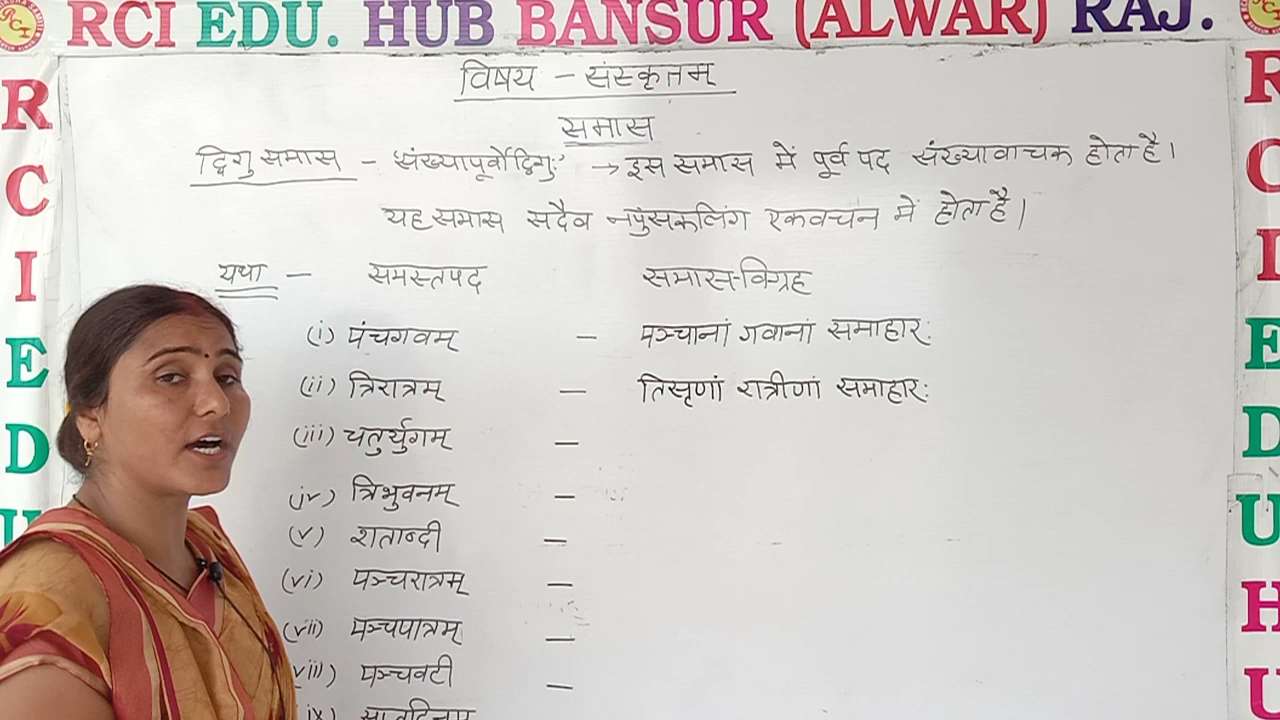 RCI EDU. HUB BANSUR (ALWAR) RAJ.
विषय - संस्कृतम्
समास
द्विगु समास - 'संख्यापूर्वोद्विगुः' → इस समास में पूर्व पद संख्यावाचक होता है।
यह समास सदैव नपुंसकलिंग एकवचन में होता है।
यथा - समस्तपद समास-विग्रह
(i) पंचगवम् - पञ्चानां गवानां समाहारः
(ii) त्रिरात्रम् - तिसृणां रात्रीणां समाहारः
(iii) चतुर्युगम् -
(iv) त्रिभुवनम् -
(v) शताब्दी -
(vi) पञ्चरात्रम् -
(vii) पञ्चपात्रम् -
(viii) पञ्चवटी -
(ix)
R
C
I
E
D
U
R
C
I
E
D
U
H
U